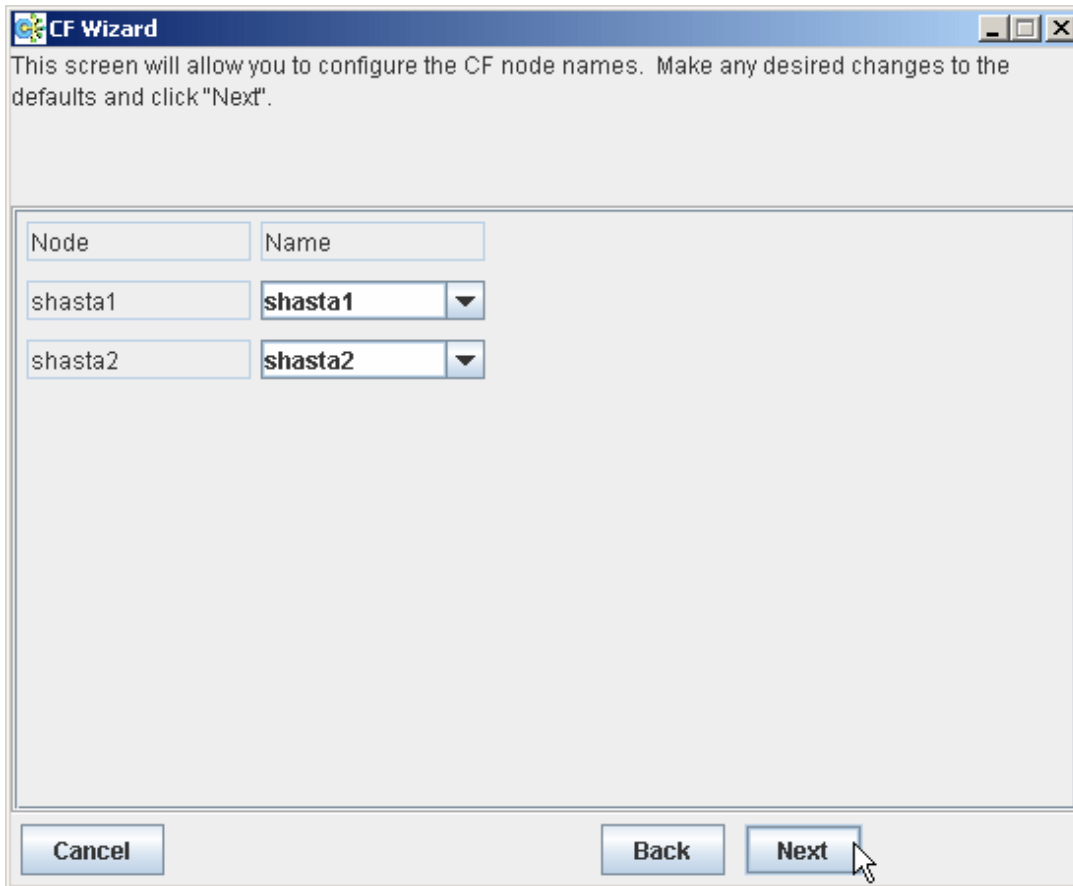 CF Wizard
This screen will allow you to configure the CF node names.  Make any desired changes to the
defaults and click "Next".
Node Name
shasta1 shasta1
shasta2 shasta2
Cancel Back Next